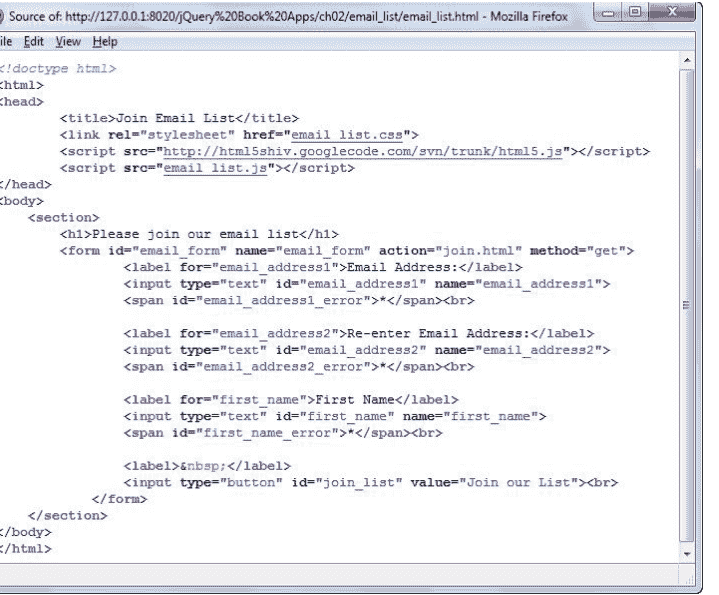 Source of: http://127.0.0.1:8020/jQuery%20Book%20Apps/ch02/email_list/email_list.html - Mozilla Firefox
ile Edit View Help
<!doctype html>
<html>
<head>
<title>Join Email List</title>
<link rel="stylesheet" href="email_list.css">
<script src="http://html5shiv.googlecode.com/svn/trunk/html5.js"></script>
<script src="email_list.js"></script>
</head>
<body>
<section>
<h1>Please join our email list</h1>
<form id="email_form" name="email_form" action="join.html" method="get">
<label for="email_address1">Email Address:</label>
<input type="text" id="email_address1" name="email_address1">
<span id="email_address1_error">*</span><br>
<label for="email_address2">Re-enter Email Address:</label>
<input type="text" id="email_address2" name="email_address2">
<span id="email_address2_error">*</span><br>
<label for="first_name">First Name</label>
<input type="text" id="first_name" name="first_name">
<span id="first_name_error">*</span><br>
<label>&nbsp;</label>
<input type="button" id="join_list" value="Join our List"><br>
</form>
</section>
</body>
</html>